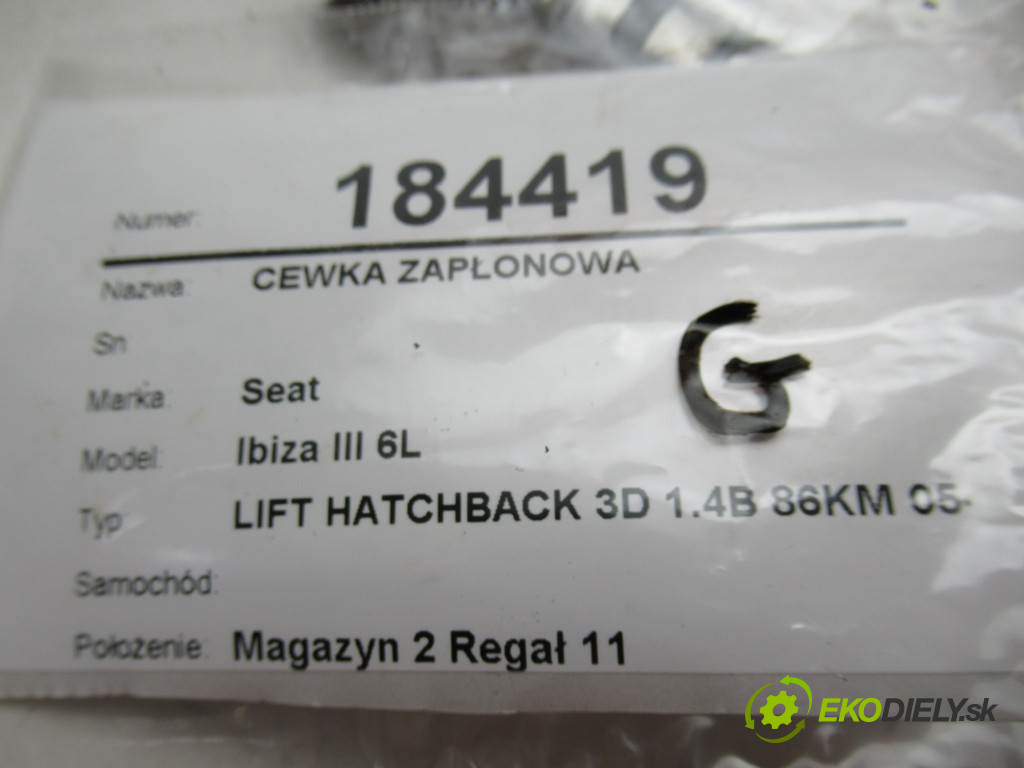 Numer: 184419
Nazwa: CEWKA ZAPŁONOWA
Sn
G
Marka: Seat
Model: Ibiza III 6L
Typ LIFT HATCHBACK 3D 1.4B 86KM 05-
Samochód:
Położenie: Magazyn 2 Regał 11
EKODIELY.sk